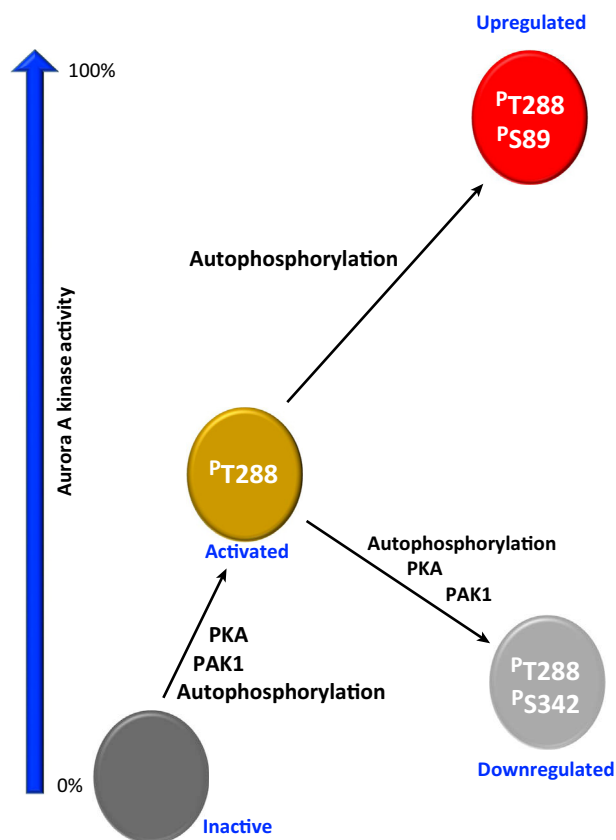 Upregulated
100%
PT288
PS89
Autophosphorylation
Aurora A kinase activity
PT288
Activated
Autophosphorylation
PKA
PAK1
PKA
PAK1
Autophosphorylation
PT288
PS342
Downregulated
0%
Inactive